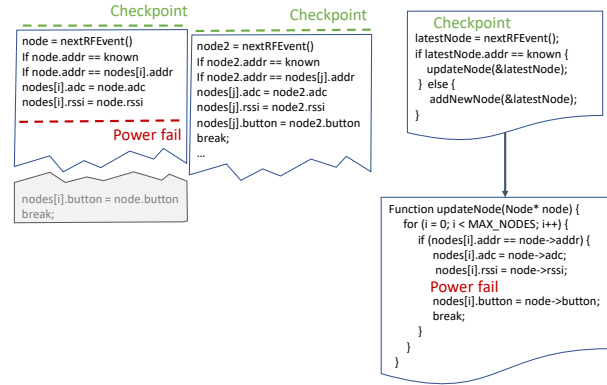 Checkpoint
node = nextRFEvent()
If node.addr == known
If node.addr == nodes[i].addr
nodes[i].adc = node.adc
nodes[i].rssi = node.rssi
Power fail
nodes[i].button = node.button
break;
Checkpoint
node2 = nextRFEvent()
If node2.addr == known
If node2.addr == nodes[j].addr
nodes[j].adc = node2.adc
nodes[j].rssi = node2.rssi
nodes[j].button = node2.button
break;
…
Checkpoint
latestNode = nextRFEvent();
if latestNode.addr == known {
updateNode(&latestNode);
} else {
addNewNode(&latestNode);
}
Function updateNode(Node* node) {
for (i = 0; i < MAX_NODES; i++) {
if (nodes[i].addr == node->addr) {
nodes[i].adc = node->adc;
nodes[i].rssi = node->rssi;
Power fail
nodes[i].button = node->button;
break;
}
}
}